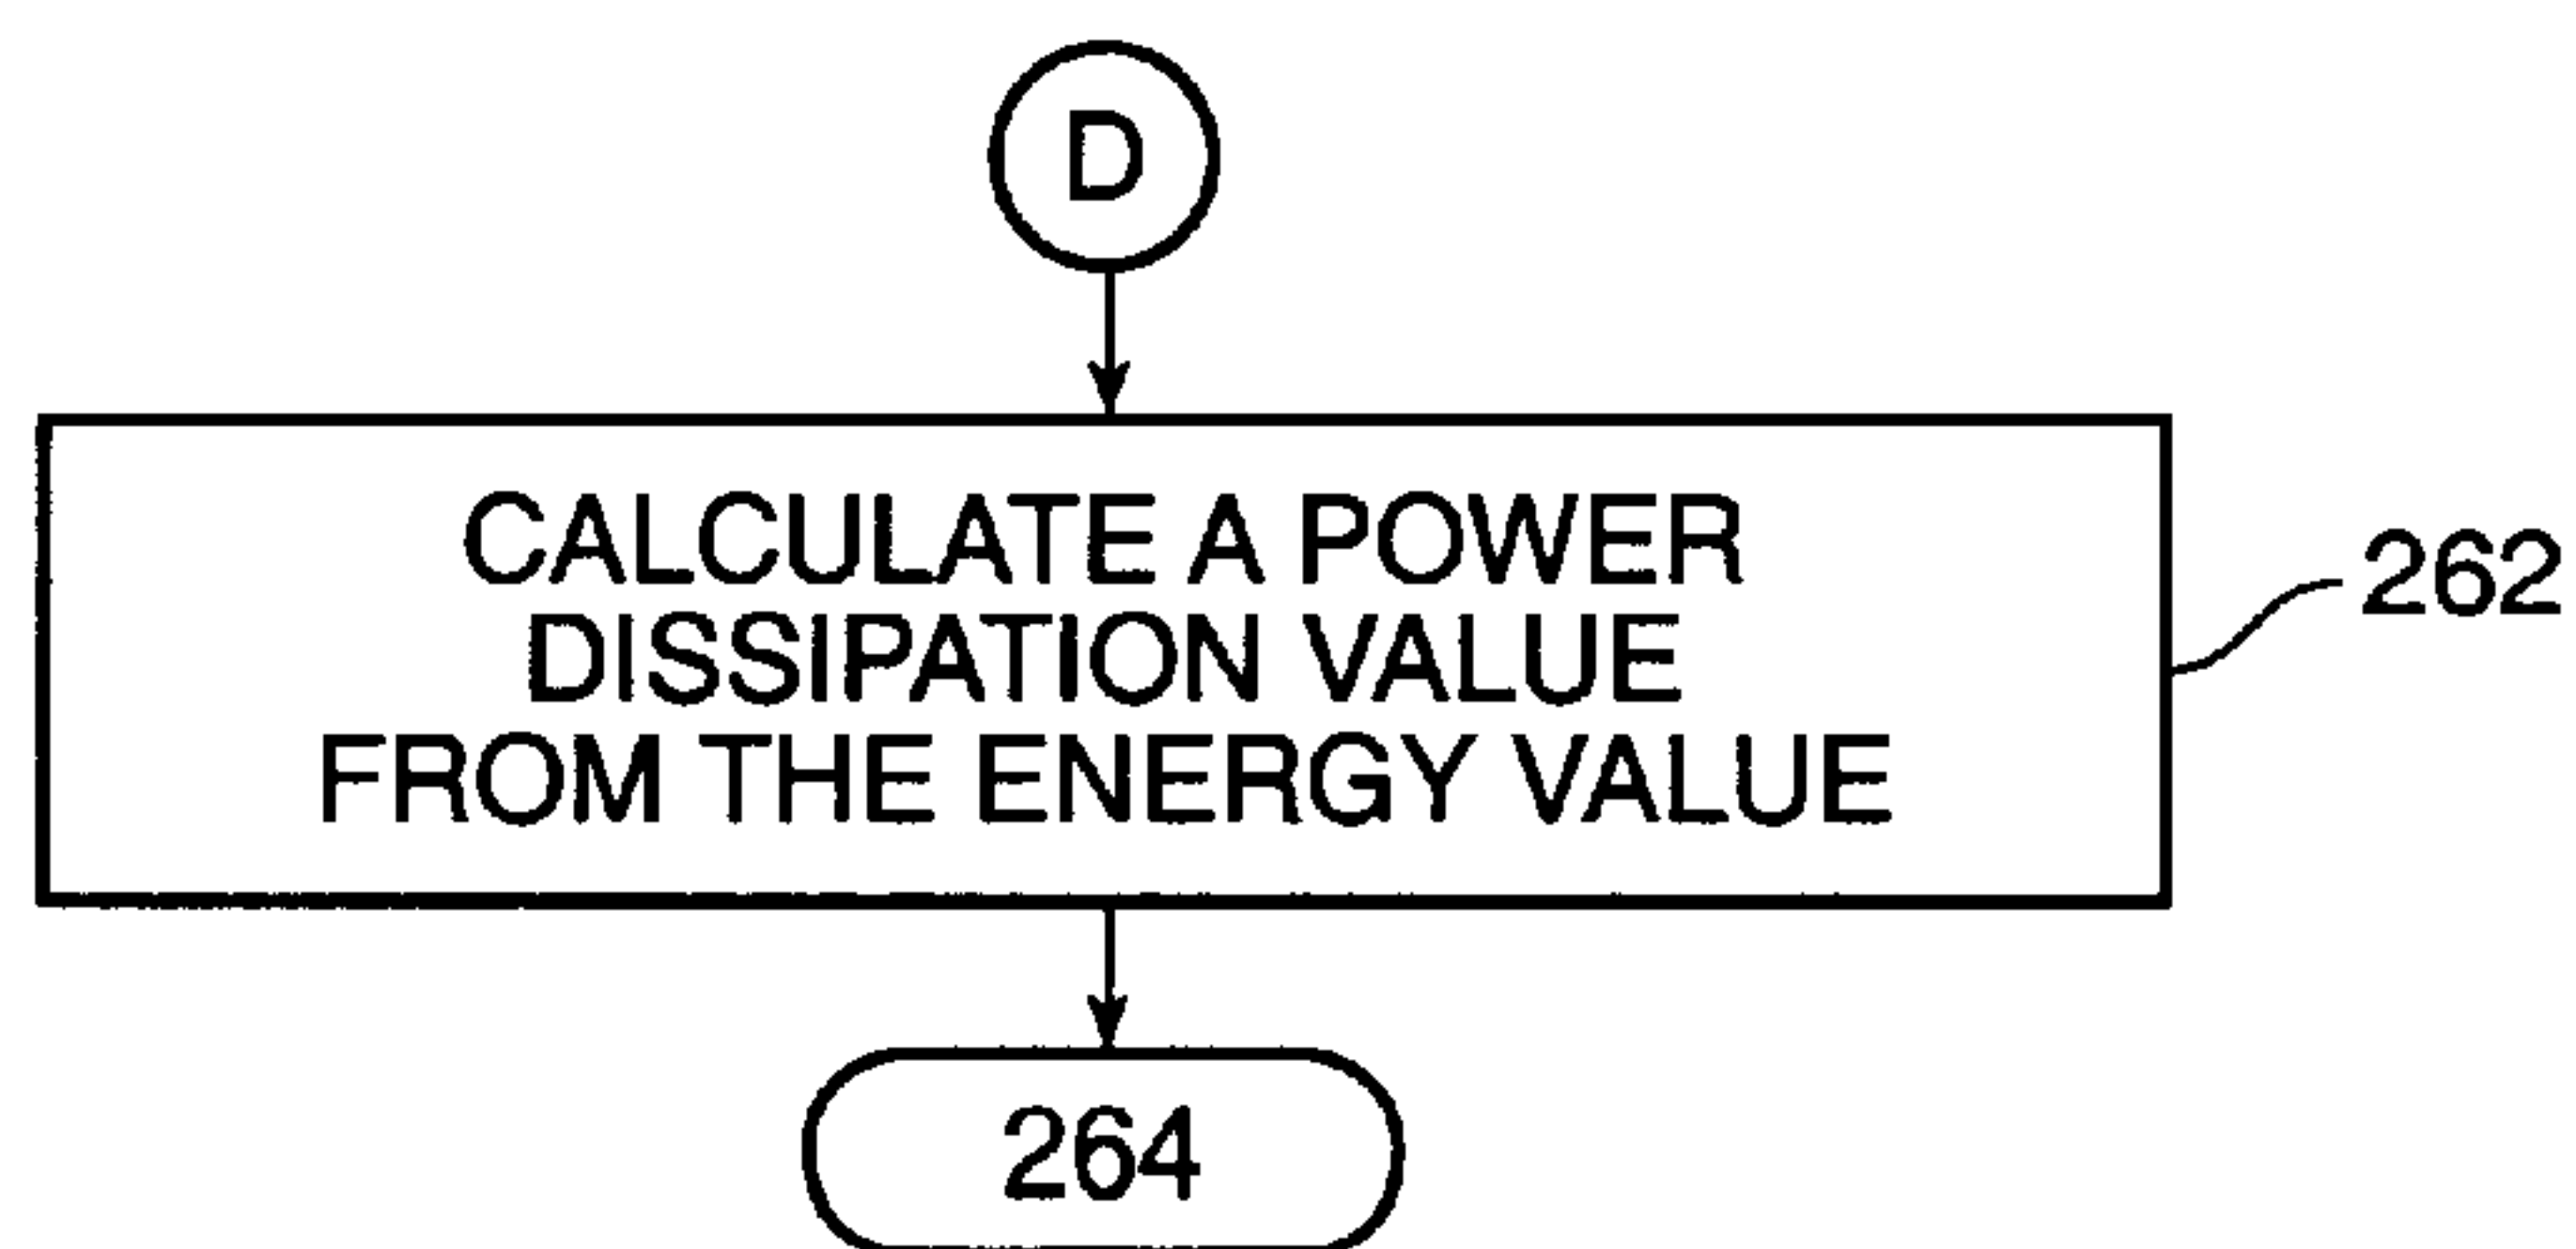 D
CALCULATE A POWER
DISSIPATION VALUE
FROM THE ENERGY VALUE
262
264